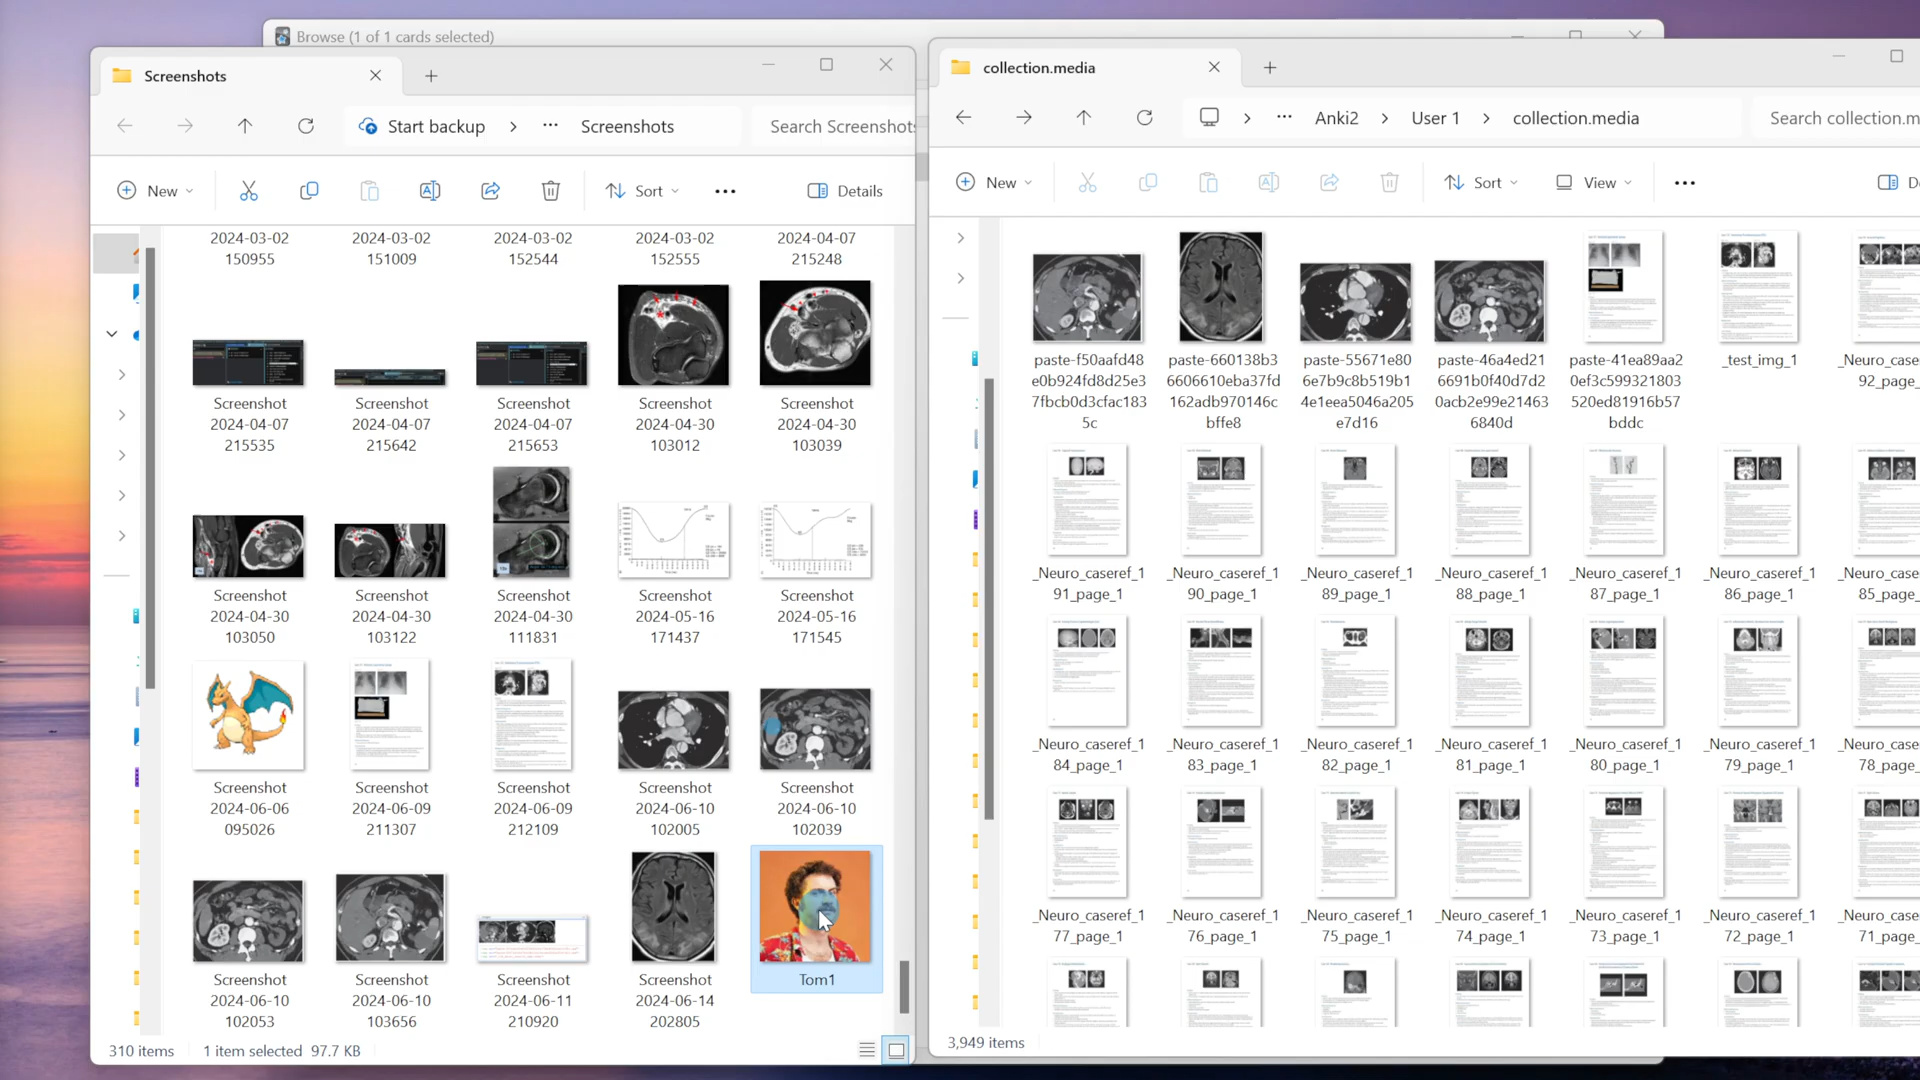 Browse (1 of 1 cards selected)
Screenshots
Start backup
Screenshots
Search Screenshots
New
Sort
Details
2024-03-02
150955
2024-03-02
151009
2024-03-02
152544
2024-03-02
152555
2024-04-07
215248
Screenshot
2024-04-07
215535
Screenshot
2024-04-07
215642
Screenshot
2024-04-07
215653
Screenshot
2024-04-30
103012
Screenshot
2024-04-30
103039
Screenshot
2024-04-30
103050
Screenshot
2024-04-30
103122
Screenshot
2024-04-30
111831
Screenshot
2024-05-16
171437
Screenshot
2024-05-16
171545
Screenshot
2024-06-06
095026
Screenshot
2024-06-09
211307
Screenshot
2024-06-09
212109
Screenshot
2024-06-10
102005
Screenshot
2024-06-10
102039
Screenshot
2024-06-10
102053
Screenshot
2024-06-10
103656
Screenshot
2024-06-11
210920
Screenshot
2024-06-14
202805
Tom1
310 items
1 item selected 97.7 KB
collection.media
Anki2
User 1
collection.media
Search collection.m
New
Sort
View
paste-f50aafd48
e0b924fd8d25e3
7fbcb0d3cfac183
5c
paste-660138b3
6606610eba37fd
162adb970146c
bffe8
paste-55671e80
6e7b9c8b519b1
4e1eea5046a205
e7d16
paste-46a4ed21
6691b0f40d7d2
0acb2e99e21463
6840d
paste-41ea89aa2
0ef3c599321803
520ed81916b57
bddc
_test_img_1
_Neuro_caseref
92_page_
_Neuro_caseref_1
91_page_1
_Neuro_caseref_1
90_page_1
_Neuro_caseref_1
89_page_1
_Neuro_caseref_1
88_page_1
_Neuro_caseref_1
87_page_1
_Neuro_caseref_1
86_page_1
_Neuro_caseref
85_page_
_Neuro_caseref_1
84_page_1
_Neuro_caseref_1
83_page_1
_Neuro_caseref_1
82_page_1
_Neuro_caseref_1
81_page_1
_Neuro_caseref_1
80_page_1
_Neuro_caseref_1
79_page_1
_Neuro_caseref
78_page_
_Neuro_caseref_1
77_page_1
_Neuro_caseref_1
76_page_1
_Neuro_caseref_1
75_page_1
_Neuro_caseref_1
74_page_1
_Neuro_caseref_1
73_page_1
_Neuro_caseref_1
72_page_1
_Neuro_caseref
71_page_
3,949 items